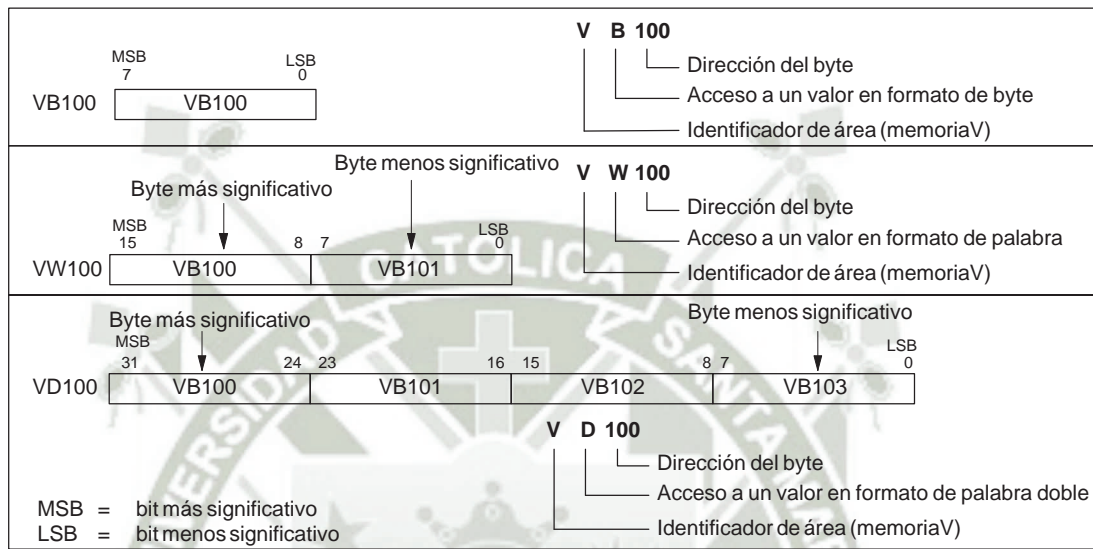 V B 100
MSB LSB
7 0
Dirección del byte
VB100 VB100
Acceso a un valor en formato de byte
Identificador de área (memoriaV)
Byte más significativo
Byte menos significativo
V W 100
MSB LSB
15 8 7 0
Dirección del byte
Acceso a un valor en formato de palabra
VW100 VB100 VB101
Identificador de área (memoriaV)
Byte más significativo
Byte menos significativo
MSB LSB
31 24 23 16 15 8 7 0
VD100 VB100 VB101 VB102 VB103
V D 100
Dirección del byte
Acceso a un valor en formato de palabra doble
Identificador de área (memoriaV)
MSB = bit más significativo
LSB = bit menos significativo
UNIVERSIDAD CATOLICA SANTA MAR